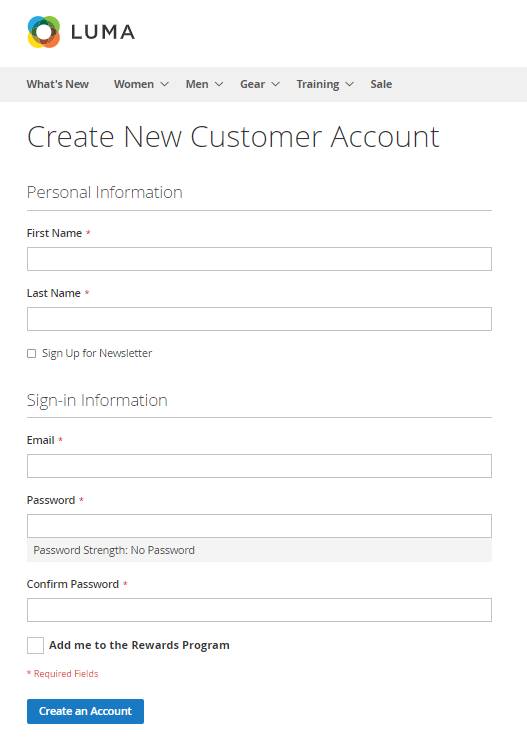 LUMA
What's New Women Men Gear Training Sale
Create New Customer Account
Personal Information
First Name *
Last Name *
Sign Up for Newsletter
Sign-in Information
Email *
Password *
Password Strength: No Password
Confirm Password *
Add me to the Rewards Program
* Required Fields
Create an Account